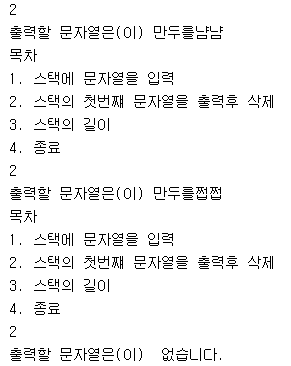 2
출력할 문자열은(이) 만두를냠냠
목차
1. 스택에 문자열을 입력
2. 스택의 첫번째 문자열을 출력후 삭제
3. 스택의 길이
4. 종료
2
출력할 문자열은(이) 만두를쩝쩝
목차
1. 스택에 문자열을 입력
2. 스택의 첫번째 문자열을 출력후 삭제
3. 스택의 길이
4. 종료
2
출력할 문자열은(이)  없습니다.